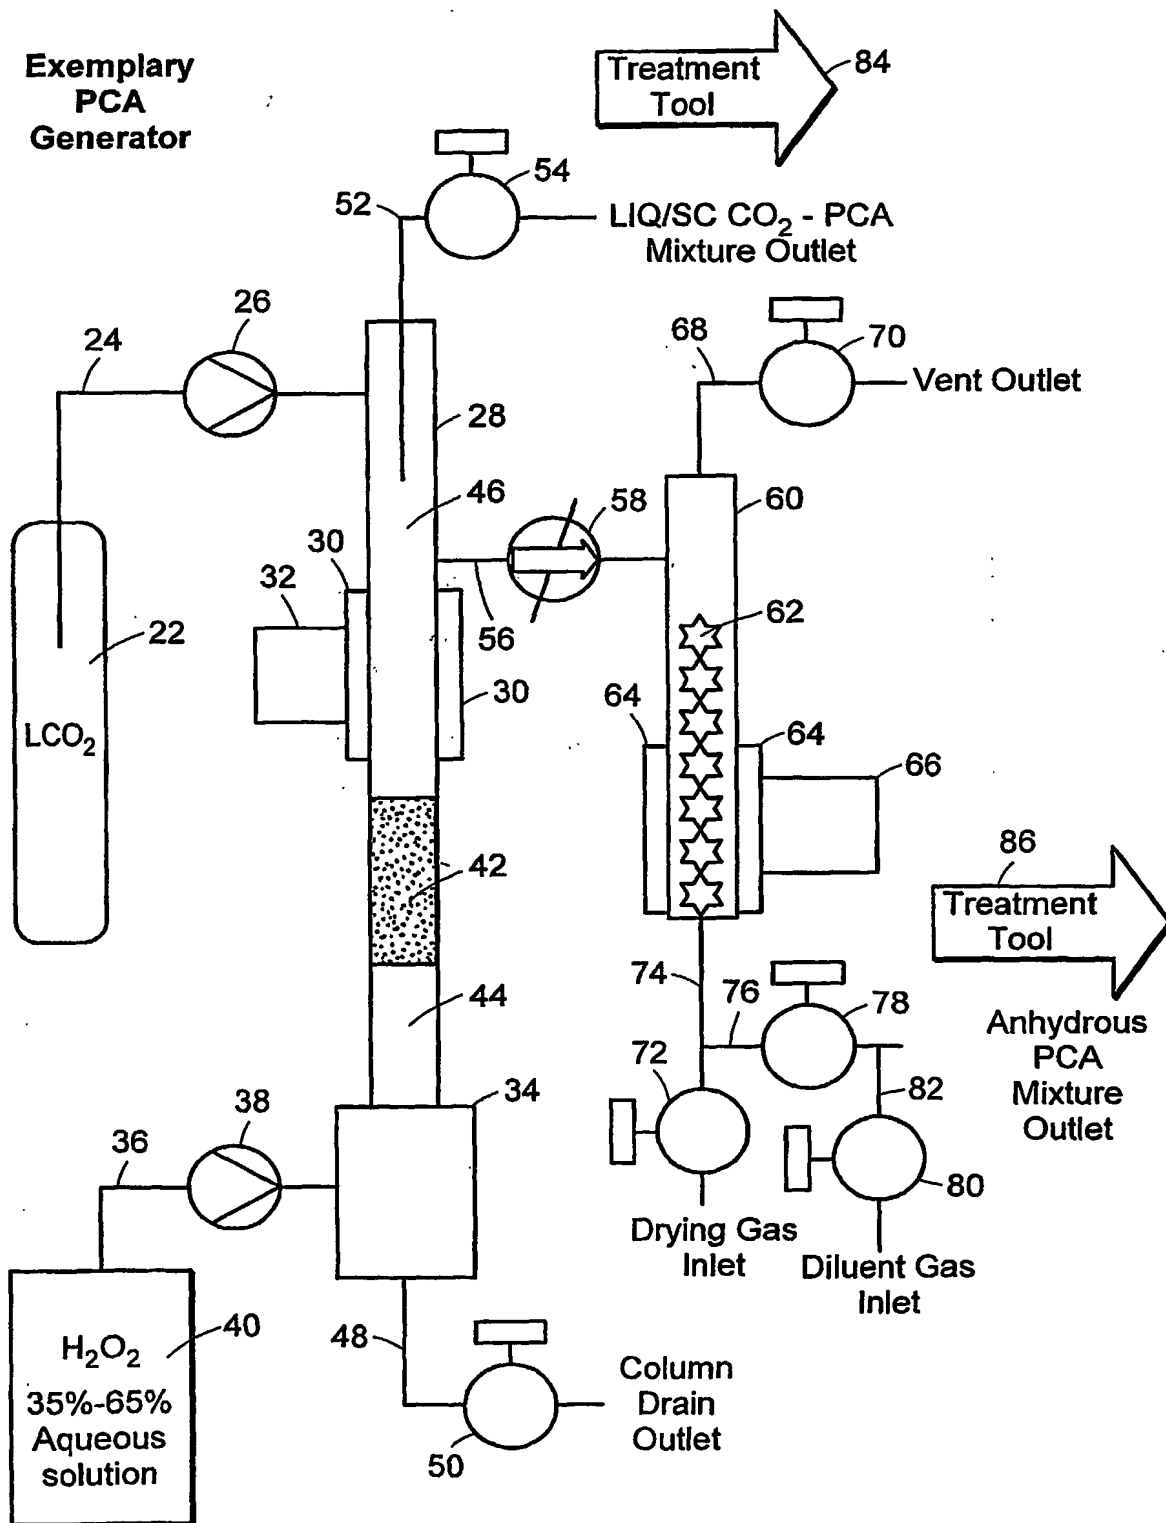 Exemplary
PCA
Generator
Treatment
Tool
84
54
52
LIQ/SC CO₂ - PCA
Mixture Outlet
26
24
68
70
Vent Outlet
28
46
58
60
30
32
22
56
62
30
64
64
66
LCO₂
42
86
Treatment
Tool
44
74
76
78
Anhydrous
PCA
Mixture
Outlet
72
82
34
38
36
80
Drying Gas
Inlet
Diluent Gas
Inlet
40
H₂O₂
35%-65%
Aqueous
solution
48
Column
Drain
Outlet
50